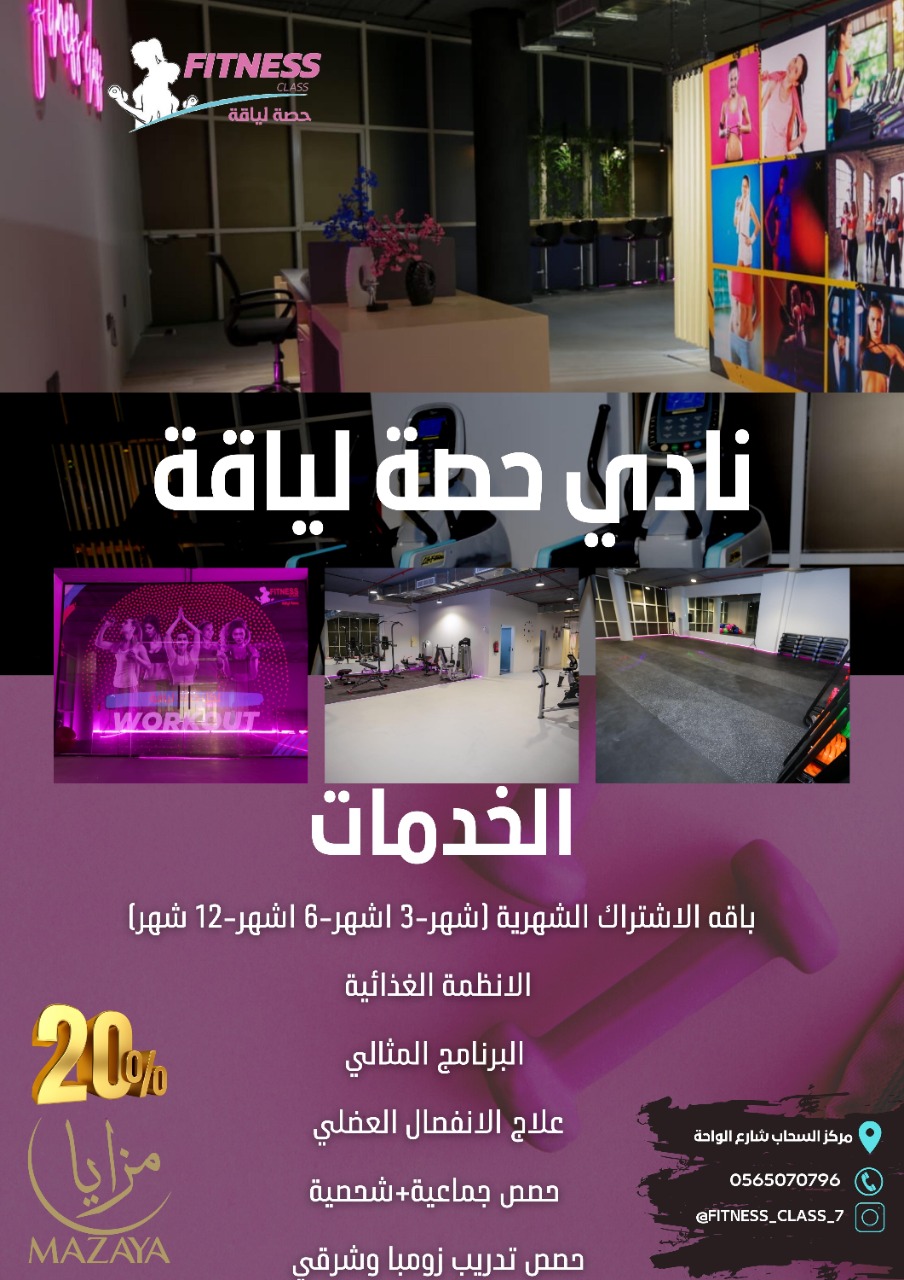 FITNESS
CLASS
حصة لياقة
نادي حصة لياقة
FITNESS
WORKOUT
الخدمات
باقه الاشتراك الشهرية (شهر-3 اشهر-6 اشهر-12 شهر)
الانظمة الغذائية
البرنامج المثالي
علاج الانفصال العضلي
حصص جماعية+شحصية
حصص تدريب زومبا وشرقي
20%
مزايا
MAZAYA
مركز السحاب شارع الواحة
0565070796
@FITNESS_CLASS_7